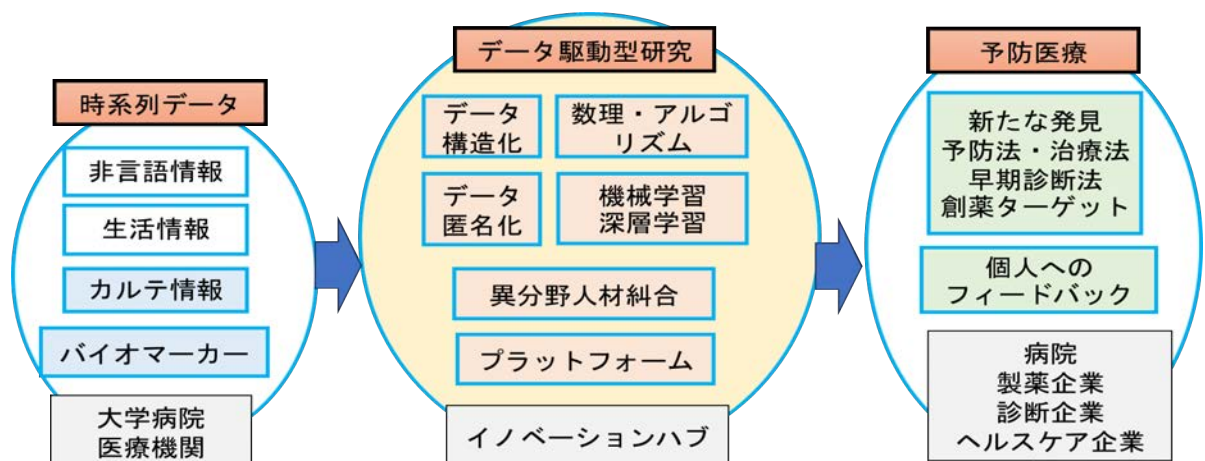 時系列データ
非言語情報
生活情報
カルテ情報
バイオマーカー
大学病院
医療機関
データ駆動型研究
データ
構造化
数理・アルゴ
リズム
データ
匿名化
機械学習
深層学習
異分野人材糾合
プラットフォーム
イノベーションハブ
予防医療
新たな発見
予防法・治療法
早期診断法
創薬ターゲット
個人への
フィードバック
病院
製薬企業
診断企業
ヘルスケア企業